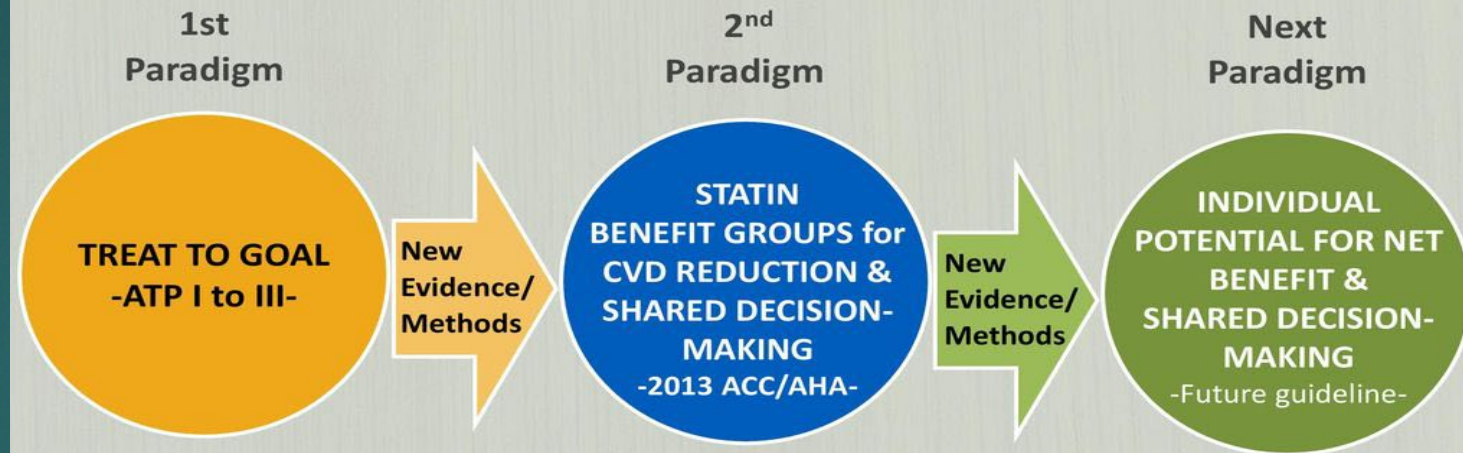 1st
Paradigm
2nd
Paradigm
Next
Paradigm
TREAT TO GOAL
-ATP I to III-
New
Evidence/
Methods
STATIN
BENEFIT GROUPS for
CVD REDUCTION &
SHARED DECISION-
MAKING
-2013 ACC/AHA-
New
Evidence/
Methods
INDIVIDUAL
POTENTIAL FOR NET
BENEFIT &
SHARED DECISION-
MAKING
-Future guideline-